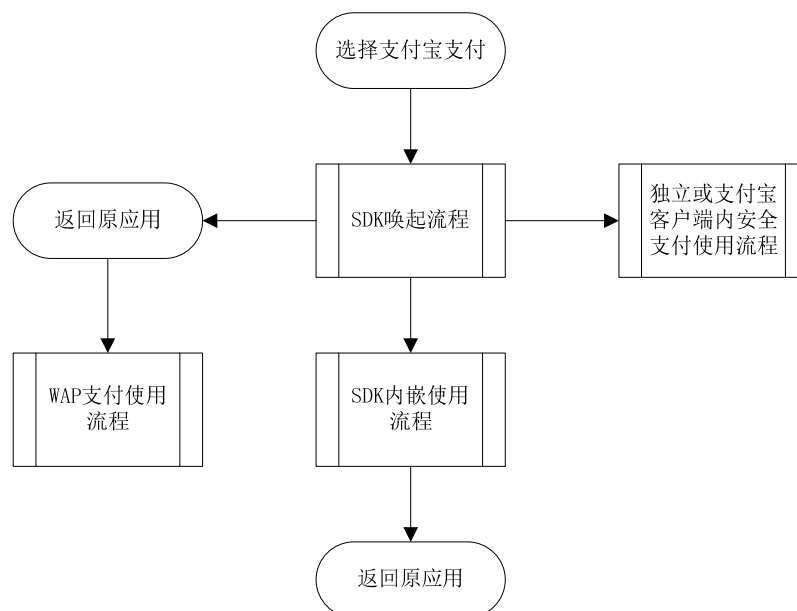 选择支付宝支付
返回原应用
SDK唤起流程
独立或支付宝
客户端内安全
支付使用流程
WAP支付使用
流程
SDK内嵌使用
流程
返回原应用